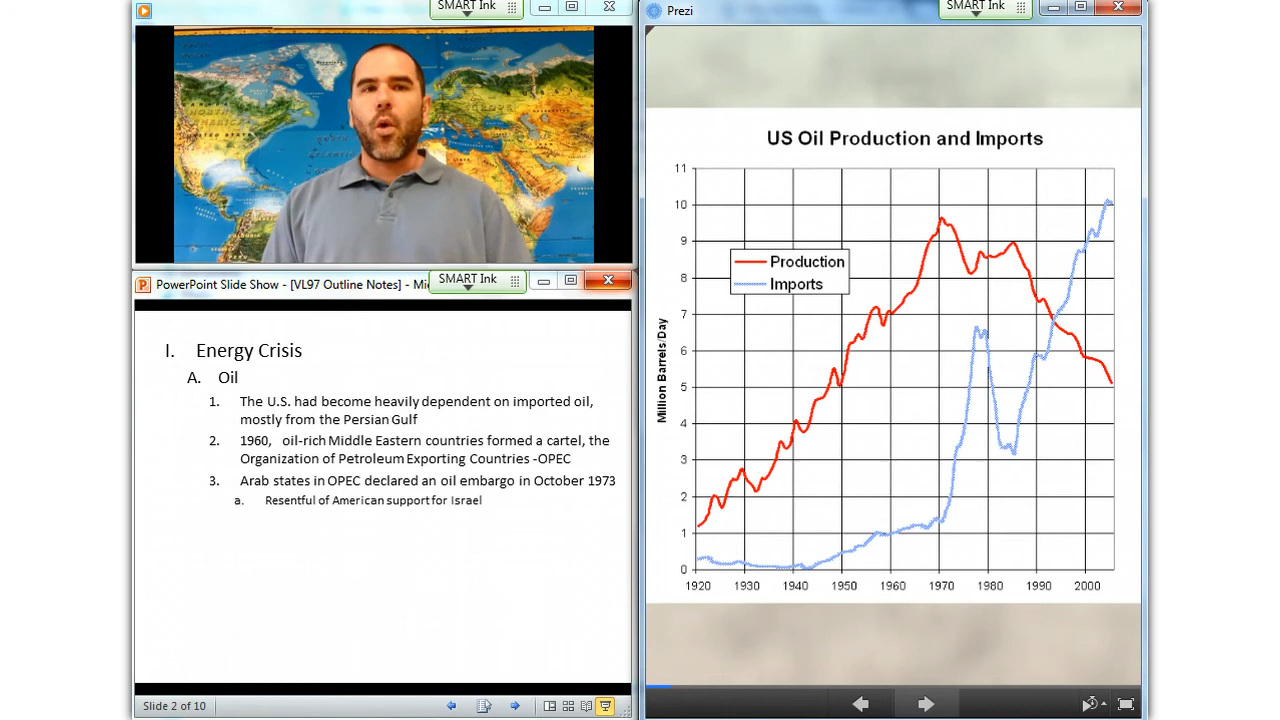 SMART Ink
PowerPoint Slide Show - [VL97 Outline Notes] - Mi
SMART Ink
I. Energy Crisis
A. Oil
1. The U.S. had become heavily dependent on imported oil,
mostly from the Persian Gulf
2. 1960, oil-rich Middle Eastern countries formed a cartel, the
Organization of Petroleum Exporting Countries -OPEC
3. Arab states in OPEC declared an oil embargo in October 1973
a. Resentful of American support for Israel
Slide 2 of 10
Prezi
SMART Ink
US Oil Production and Imports
Million Barrels/Day
11
10
9
8
7
6
5
4
3
2
1
0
Production
Imports
1920 1930 1940 1950 1960 1970 1980 1990 2000